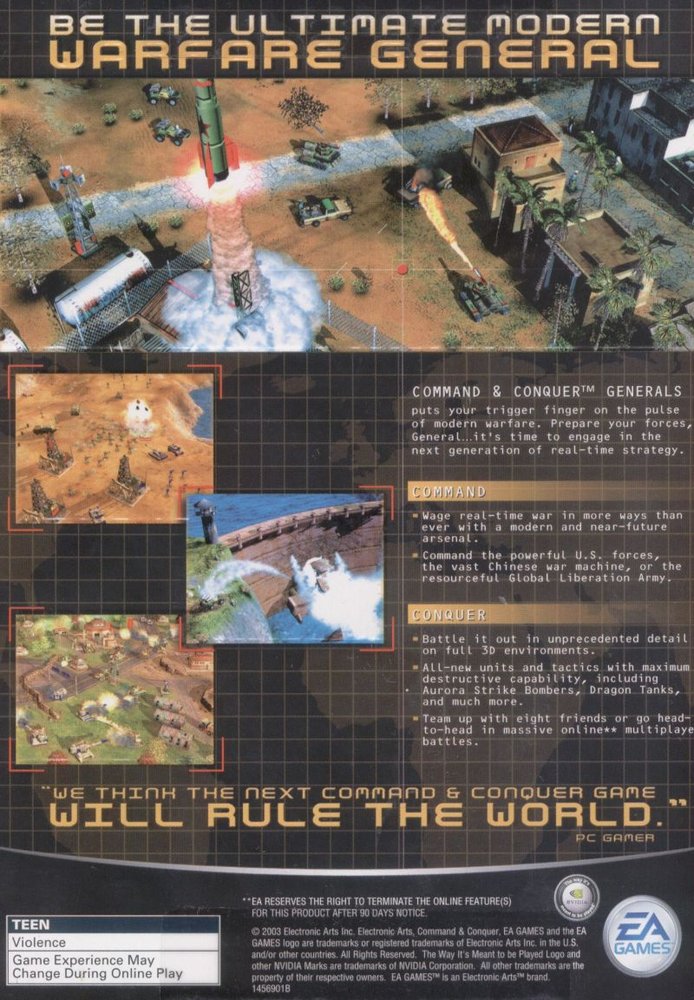 BE THE ULTIMATE MODERN
WARFARE GENERAL
COMMAND & CONQUER™ GENERALS
puts your trigger finger on the pulse
of modern warfare. Prepare your forces,
General...it's time to engage in the
next generation of real-time strategy.
COMMAND
Wage real-time war in more ways than
ever with a modern and near-future
arsenal.
Command the powerful U.S. forces,
the vast Chinese war machine, or the
resourceful Global Liberation Army.
CONQUER
Battle it out in unprecedented detail
on full 3D environments.
All-new units and tactics with maximum
destructive capability, including
Aurora Strike Bombers, Dragon Tanks,
and much more.
Team up with eight friends or go head-
to-head in massive online** multiplaye
battles.
"WE THINK THE NEXT COMMAND & CONQUER GAME
WILL RULE THE WORLD."
PC GAMER
**EA RESERVES THE RIGHT TO TERMINATE THE ONLINE FEATURE(S)
FOR THIS PRODUCT AFTER 90 DAYS NOTICE.
© 2003 Electronic Arts Inc. Electronic Arts, Command & Conquer, EA GAMES and the EA
GAMES logo are trademarks or registered trademarks of Electronic Arts Inc. in the U.S.
and/or other countries. All Rights Reserved. The Way It's Meant to be Played Logo and
other NVIDIA Marks are trademarks of NVIDIA Corporation. All other trademarks are the
property of their respective owners. EA GAMES™ is an Electronic Arts™ brand.
1456901B
TEEN
Violence
Game Experience May
Change During Online Play
NVIDIA
EA
GAMES